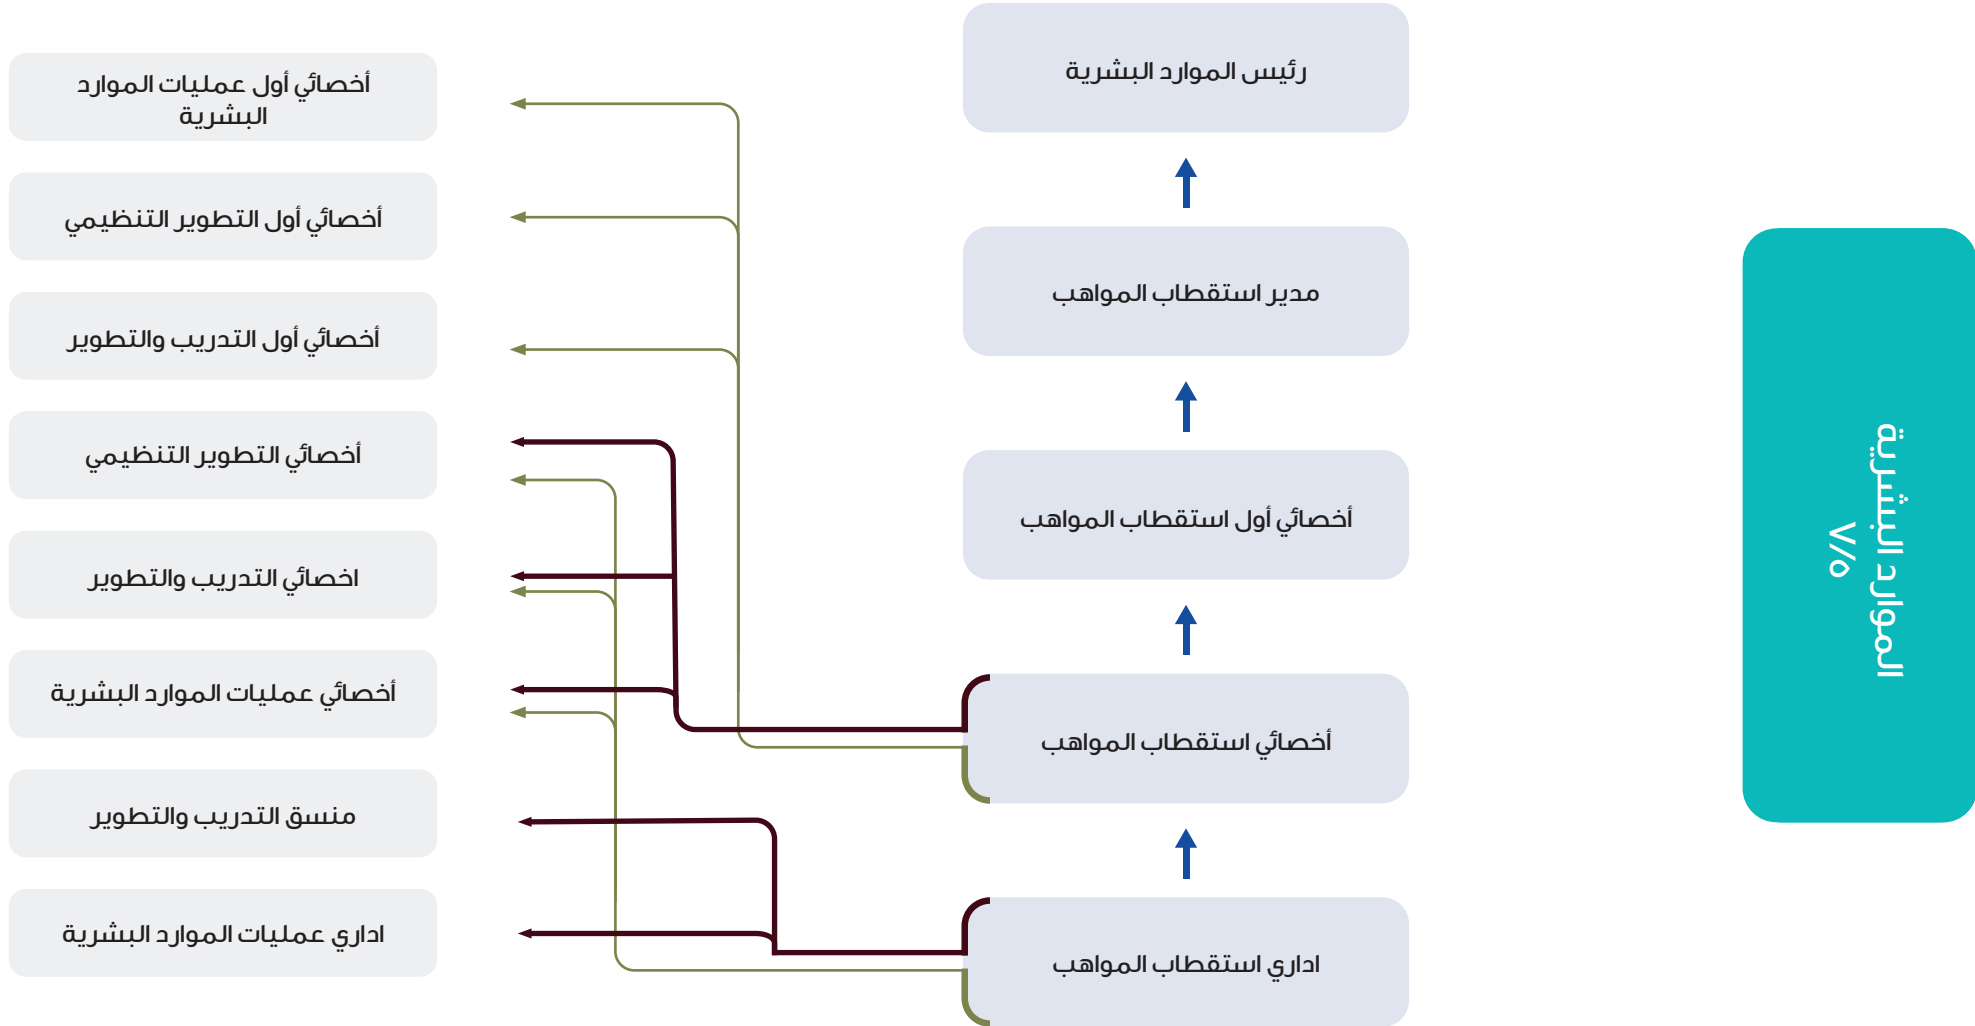 الموارد البشرية
٧/٥
رئيس الموارد البشرية
مدير استقطاب المواهب
أخصائي أول استقطاب المواهب
أخصائي استقطاب المواهب
اداري استقطاب المواهب
أخصائي أول عمليات الموارد
البشرية
أخصائي أول التطوير التنظيمي
أخصائي أول التدريب والتطوير
أخصائي التطوير التنظيمي
اخصائي التدريب والتطوير
أخصائي عمليات الموارد البشرية
منسق التدريب والتطوير
اداري عمليات الموارد البشرية